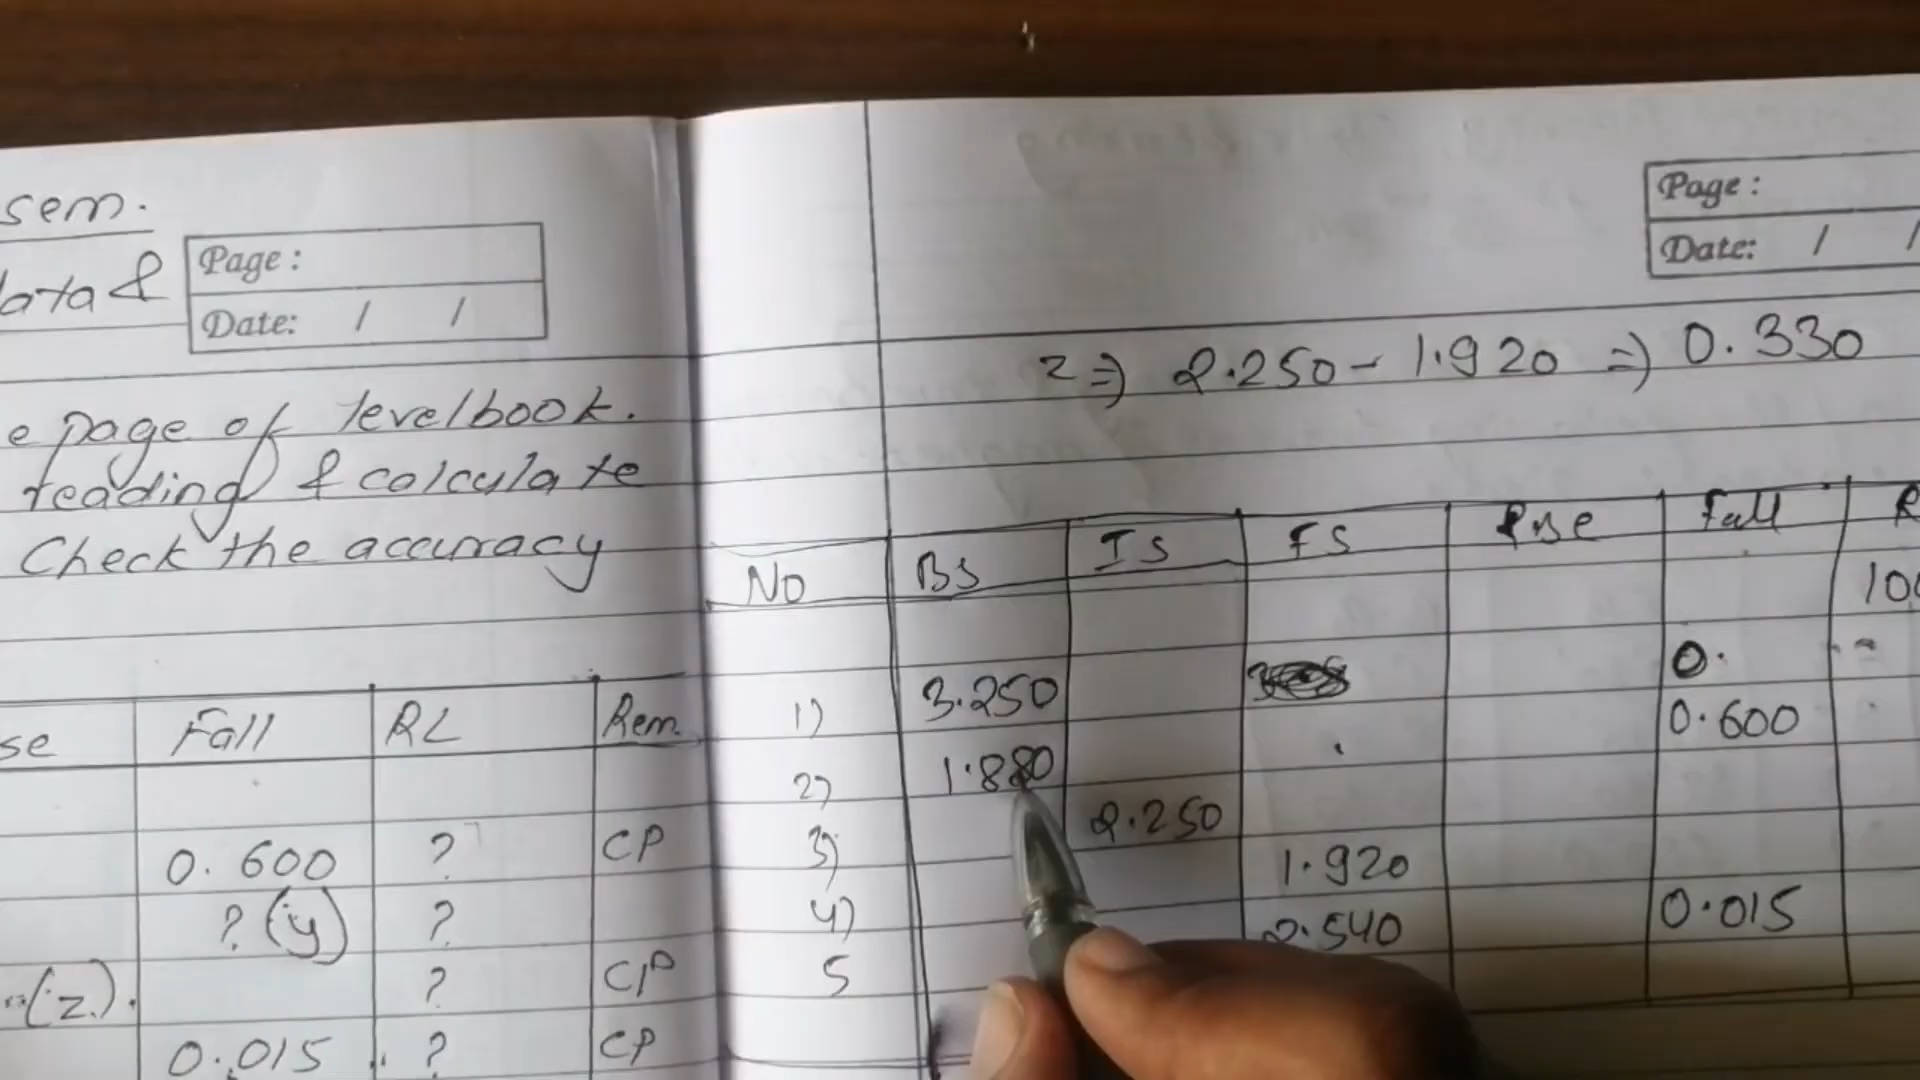 sem.
data &
Page :
Date: / /
e page of levelbook.
reading & calculate
Check the accuracy
se Fall RL Rem.
0.600 ? CP
? (y) ?
(z). ? CP
0.015 ? CP
Page :
Date: / /
z => 2.250 - 1.920 => 0.330
No BS IS FS Rise Fall R
100
0.
1) 3.250 0.600
2) 1.880
3) 2.250
4) 1.920
5 2.540 0.015